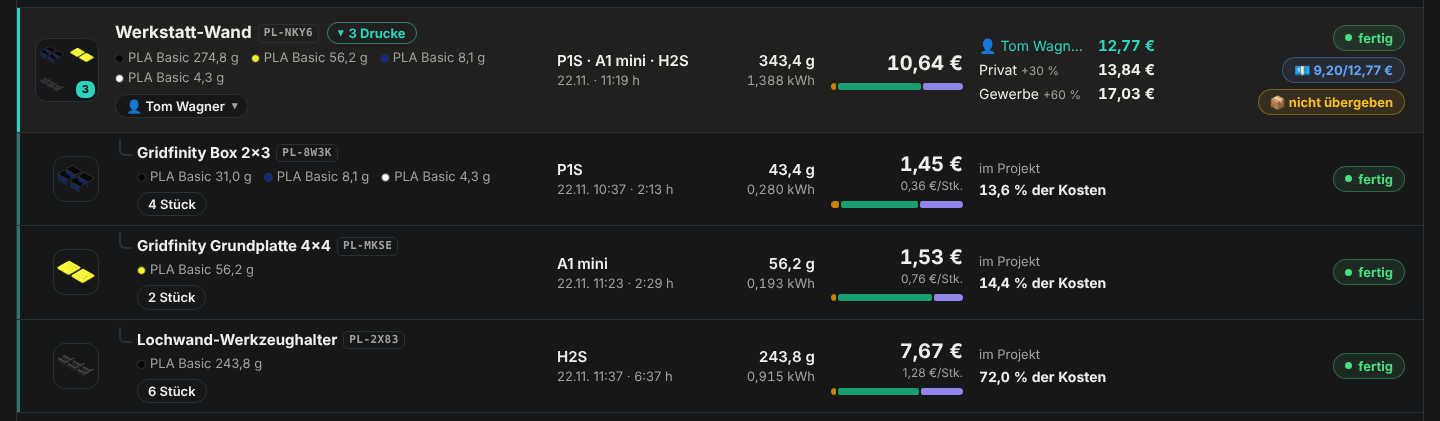 Werkstatt-Wand PL-NKY6 ▾ 3 Drucke
PLA Basic 274,8 g PLA Basic 56,2 g PLA Basic 8,1 g
PLA Basic 4,3 g
3
👤 Tom Wagner ▾
P1S · A1 mini · H2S
22.11. · 11:19 h
343,4 g
1,388 kWh
10,64 €
👤 Tom Wagn... 12,77 €
Privat +30 % 13,84 €
Gewerbe +60 % 17,03 €
fertig
💶 9,20/12,77 €
📦 nicht übergeben
Gridfinity Box 2×3 PL-8W3K
PLA Basic 31,0 g PLA Basic 8,1 g PLA Basic 4,3 g
4 Stück
P1S
22.11. 10:37 · 2:13 h
43,4 g
0,280 kWh
1,45 €
0,36 €/Stk.
im Projekt
13,6 % der Kosten
fertig
Gridfinity Grundplatte 4×4 PL-MKSE
PLA Basic 56,2 g
2 Stück
A1 mini
22.11. 11:23 · 2:29 h
56,2 g
0,193 kWh
1,53 €
0,76 €/Stk.
im Projekt
14,4 % der Kosten
fertig
Lochwand-Werkzeughalter PL-2X83
PLA Basic 243,8 g
6 Stück
H2S
22.11. 11:37 · 6:37 h
243,8 g
0,915 kWh
7,67 €
1,28 €/Stk.
im Projekt
72,0 % der Kosten
fertig